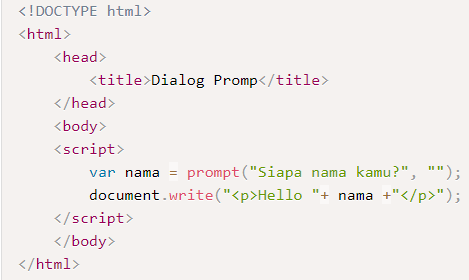 <!DOCTYPE html>
<html>
<head>
<title>Dialog Promp</title>
</head>
<body>
<script>
var nama = prompt("Siapa nama kamu?", "");
document.write("<p>Hello "+ nama +"</p>");
</script>
</body>
</html>